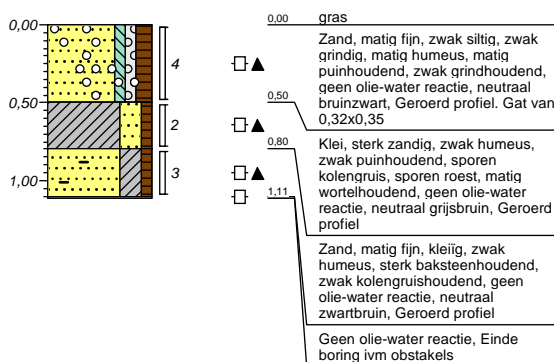 0,00
0,50
1,00
4
2
3
0,00
gras
Zand, matig fijn, zwak siltig, zwak
grindig, matig humeus, matig
puinhoudend, zwak grindhoudend,
geen olie-water reactie, neutraal
bruinzwart, Geroerd profiel. Gat van
0,32x0,35
0,50
Klei, sterk zandig, zwak humeus,
zwak puinhoudend, sporen
kolengruis, sporen roest, matig
wortelhoudend, geen olie-water
reactie, neutraal grijsbruin, Geroerd
profiel
0,80
Zand, matig fijn, kleiïg, zwak
humeus, sterk baksteenhoudend,
zwak kolengruishoudend, geen
olie-water reactie, neutraal
zwartbruin, Geroerd profiel
1,11
Geen olie-water reactie, Einde
boring ivm obstakels